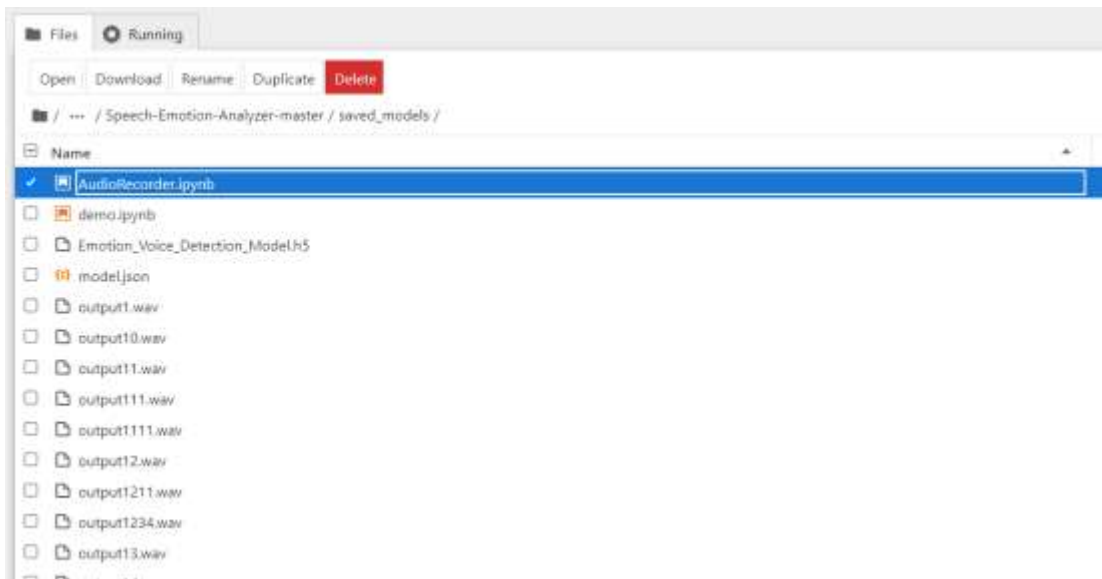 Files Running
Open Download Rename Duplicate Delete
/ ··· / Speech-Emotion-Analyzer-master / saved_models /
Name
AudioRecorder.ipynb
demo.ipynb
Emotion_Voice_Detection_Model.h5
model.json
output1.wav
output10.wav
output11.wav
output111.wav
output1111.wav
output12.wav
output1211.wav
output1234.wav
output13.wav